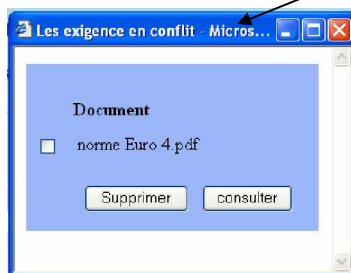 Les exigence en conflit - Micros...
Document
norme Euro 4.pdf
Supprimer consulter